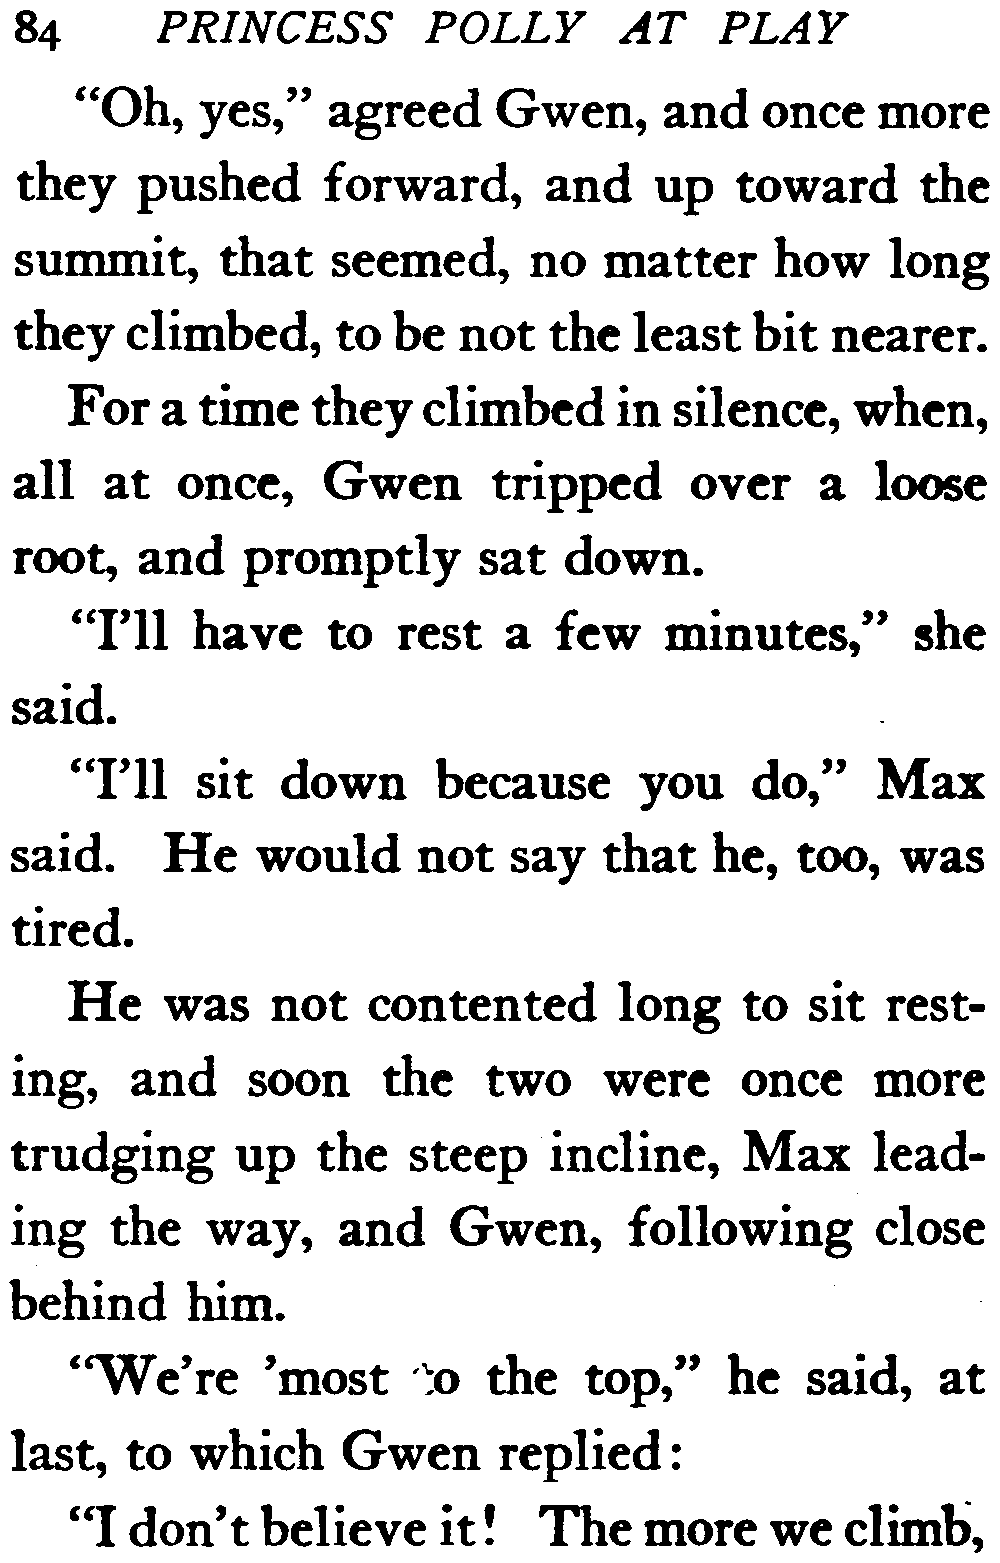 84 PRINCESS POLLY AT PLAY
"Oh, yes," agreed Gwen, and once more
they pushed forward, and up toward the
summit, that seemed, no matter how long
they climbed, to be not the least bit nearer.
For a time they climbed in silence, when,
all at once, Gwen tripped over a loose
root, and promptly sat down.
"I'll have to rest a few minutes," she
said.
"I'll sit down because you do," Max
said. He would not say that he, too, was
tired.
He was not contented long to sit rest-
ing, and soon the two were once more
trudging up the steep incline, Max lead-
ing the way, and Gwen, following close
behind him.
"We're 'most to the top," he said, at
last, to which Gwen replied:
"I don't believe it! The more we climb,